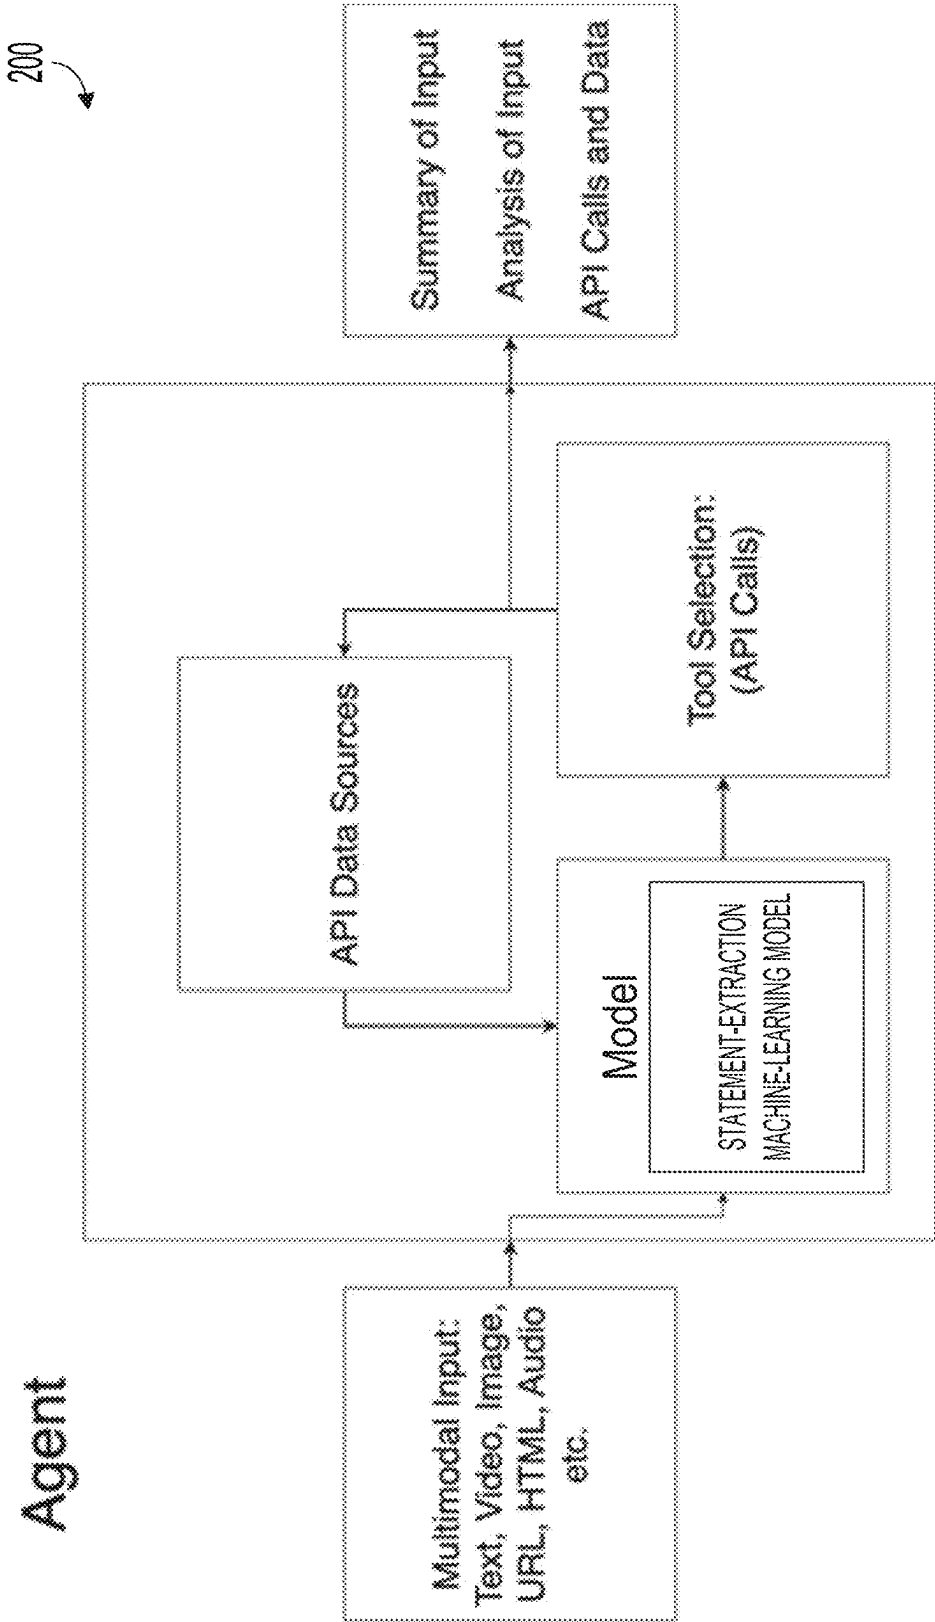 Agent
200
Multimodal Input:
Text, Video, Image,
URL, HTML, Audio
etc.
API Data Sources
Model
STATEMENT-EXTRACTION
MACHINE-LEARNING MODEL
Tool Selection:
(API Calls)
Summary of Input
Analysis of Input
API Calls and Data